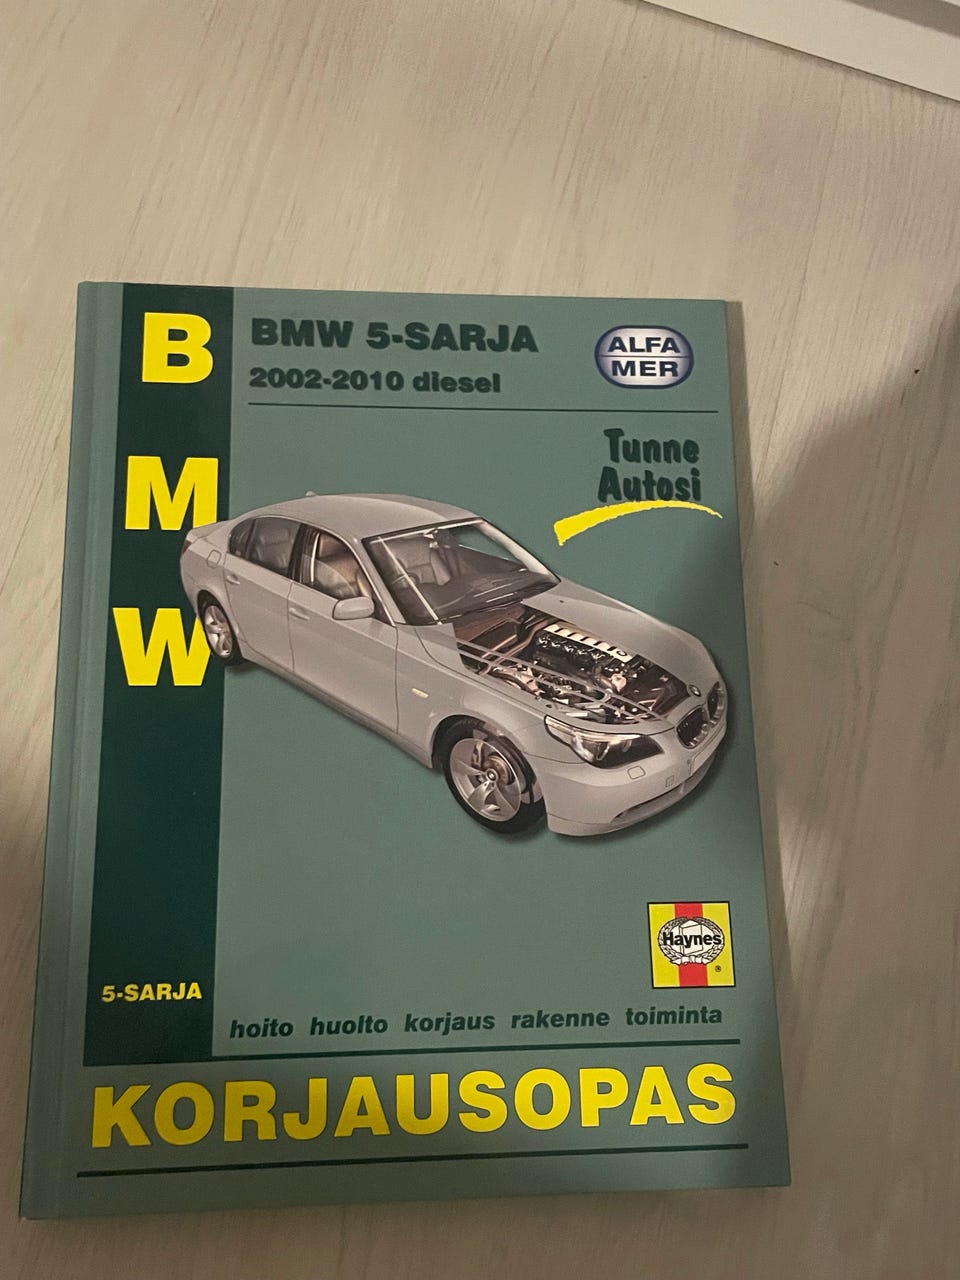 B
M
W
BMW 5-SARJA
2002-2010 diesel
ALFA
MER
Tunne
Autosi
Haynes
®
5-SARJA
hoito huolto korjaus rakenne toiminta
KORJAUSOPAS